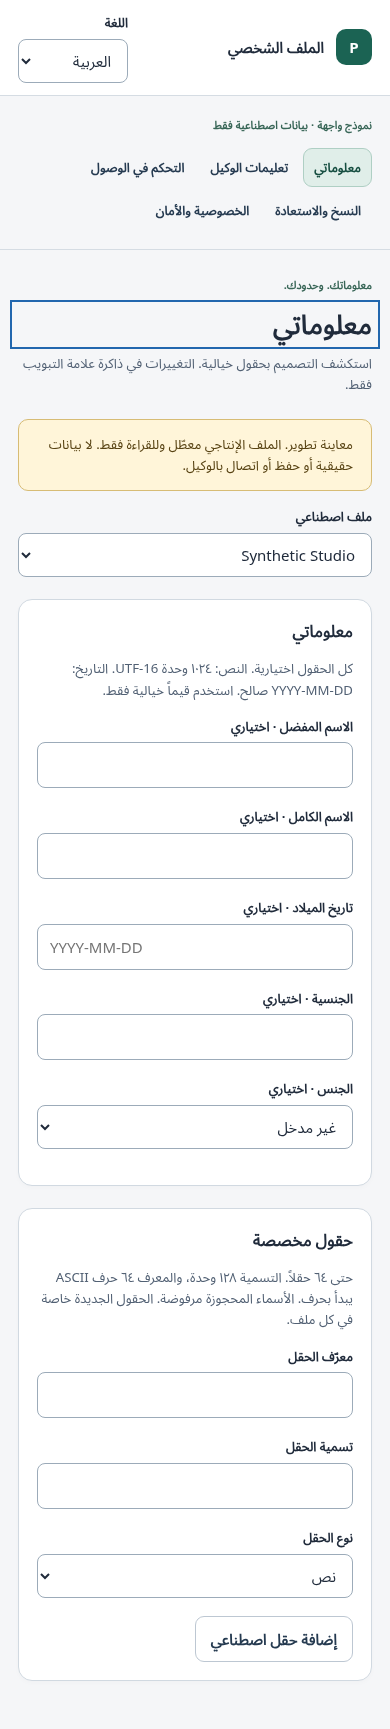 اللغة
العربية
P
الملف الشخصي
نموذج واجهة · بيانات اصطناعية فقط
معلوماتي
تعليمات الوكيل
التحكم في الوصول
النسخ والاستعادة
الخصوصية والأمان
معلوماتك. وحدودك.
معلوماتي
استكشف التصميم بحقول خيالية. التغييرات في ذاكرة علامة التبويب
فقط.
معاينة تطوير. الملف الإنتاجي معطّل وللقراءة فقط. لا بيانات
حقيقية أو حفظ أو اتصال بالوكيل.
ملف اصطناعي
Synthetic Studio
معلوماتي
كل الحقول اختيارية. النص: ١٠٢٤ وحدة UTF-16. التاريخ:
YYYY-MM-DD صالح. استخدم قيماً خيالية فقط.
الاسم المفضل · اختياري
الاسم الكامل · اختياري
تاريخ الميلاد · اختياري
YYYY-MM-DD
الجنسية · اختياري
الجنس · اختياري
غير مدخل
حقول مخصصة
حتى ٦٤ حقلاً. التسمية ١٢٨ وحدة، والمعرف ٦٤ حرف ASCII
يبدأ بحرف. الأسماء المحجوزة مرفوضة. الحقول الجديدة خاصة
في كل ملف.
معرّف الحقل
تسمية الحقل
نوع الحقل
نص
إضافة حقل اصطناعي